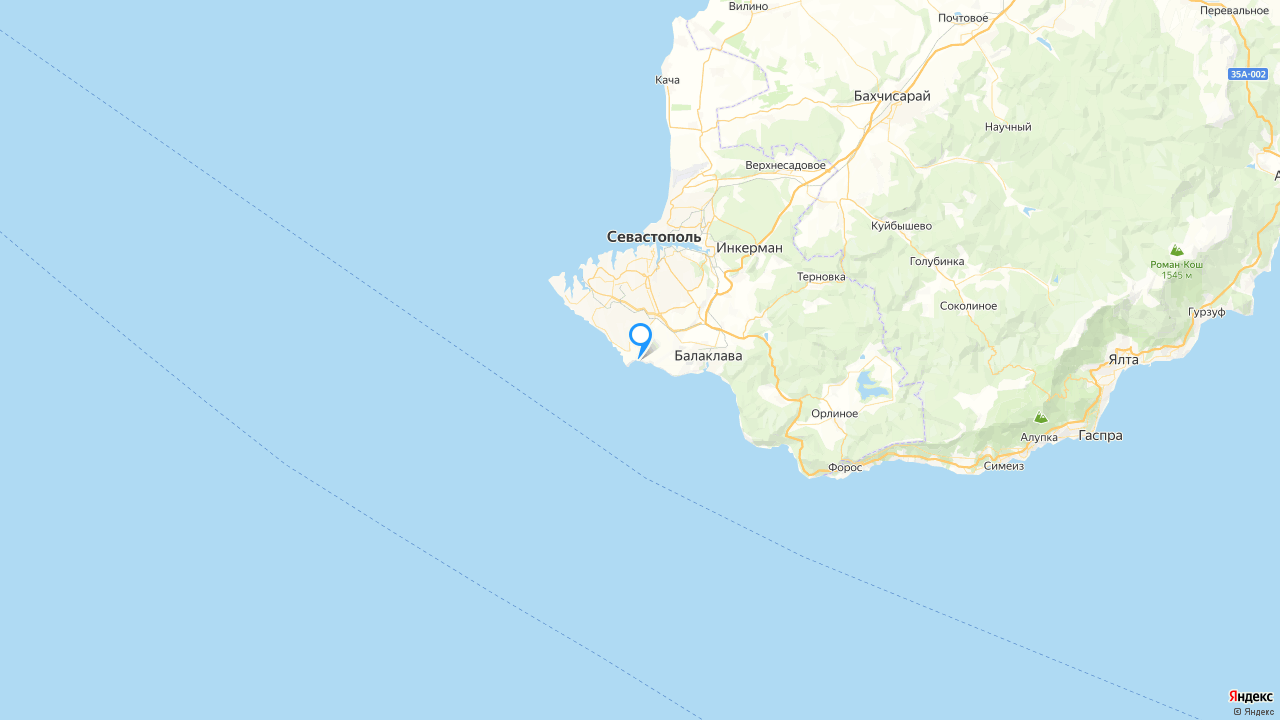 Вилино
Почтовое
Перевальное
Кача
35А-002
Бахчисарай
Научный
Верхнесадовое
А
Куйбышево
Севастополь
Инкерман
Голубинка
Роман-Кош
1545 м
Терновка
Соколиное
Гурзуф
Балаклава
Ялта
Орлиное
Алупка
Гаспра
Форос
Симеиз
Яндекс
© Яндекс